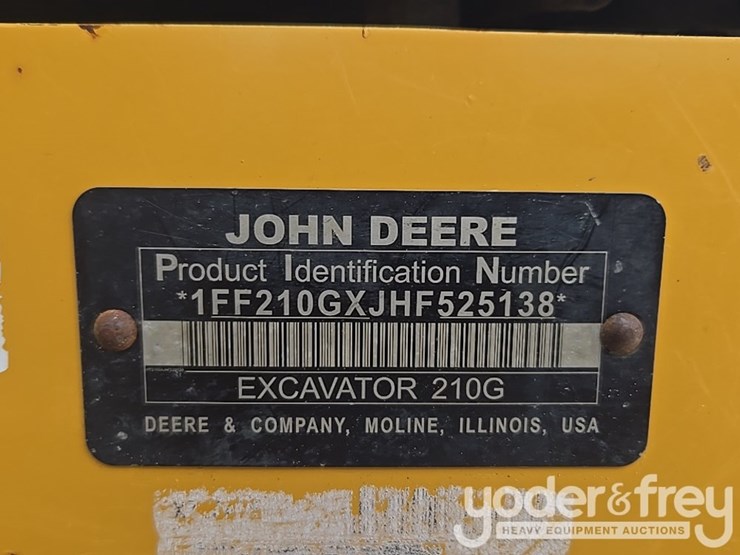 JOHN DEERE
Product Identification Number
*1FF210GXJHF525138*
EXCAVATOR 210G
DEERE & COMPANY, MOLINE, ILLINOIS, USA
yoder&frey
HEAVY EQUIPMENT AUCTIONS